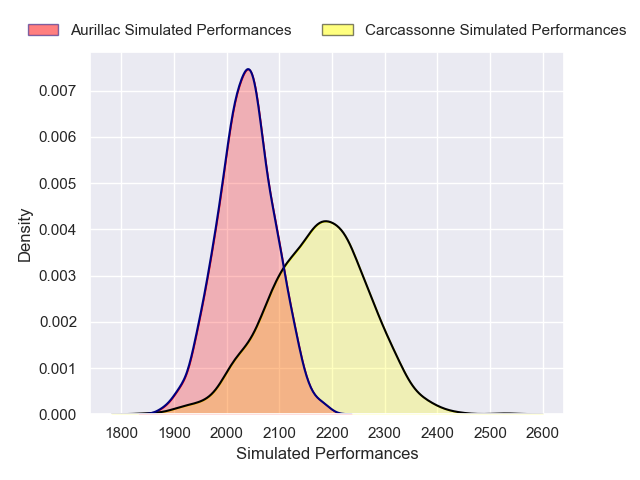 Aurillac Simulated Performances Carcassonne Simulated Performances
0.007
0.006
0.005
0.004
0.003
0.002
0.001
0.000
Density
1800 1900 2000 2100 2200 2300 2400 2500 2600
Simulated Performances